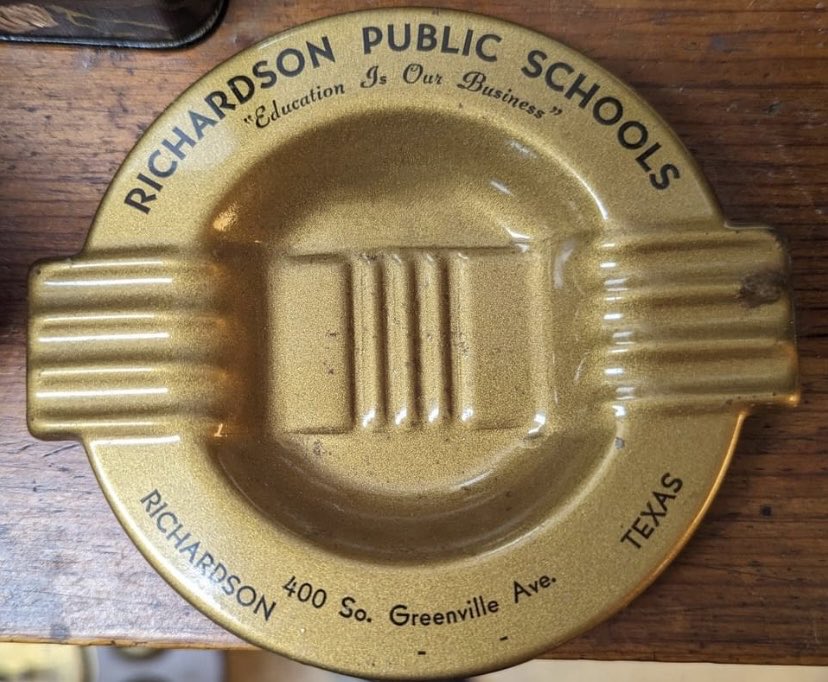 RICHARDSON PUBLIC SCHOOLS
"Education Is Our Business"
RICHARDSON 400 So. Greenville Ave. TEXAS